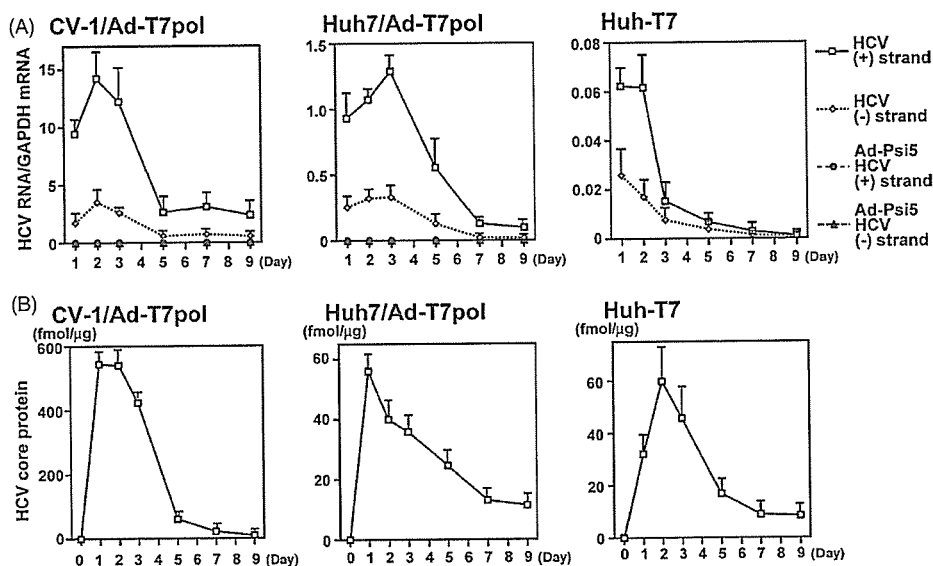 (A) CV-1/Ad-T7pol Huh7/Ad-T7pol Huh-T7
HCV RNA/GAPDH mRNA
15
10
5
0
1 2 3 4 5 6 7 8 9 (Day)
1.5
1.0
0.5
0
1 2 3 4 5 6 7 8 9 (Day)
0.08
0.06
0.04
0.02
0
1 2 3 4 5 6 7 8 9 (Day)
HCV
(+) strand
HCV
(-) strand
Ad-Psi5
HCV
(+) strand
Ad-Psi5
HCV
(-) strand
(B) CV-1/Ad-T7pol Huh7/Ad-T7pol Huh-T7
(fmol/µg) (fmol/µg) (fmol/µg)
HCV core protein
600
400
200
0
0 1 2 3 4 5 6 7 8 9 (Day)
60
40
20
0
0 1 2 3 4 5 6 7 8 9 (Day)
60
40
20
0
0 1 2 3 4 5 6 7 8 9 (Day)